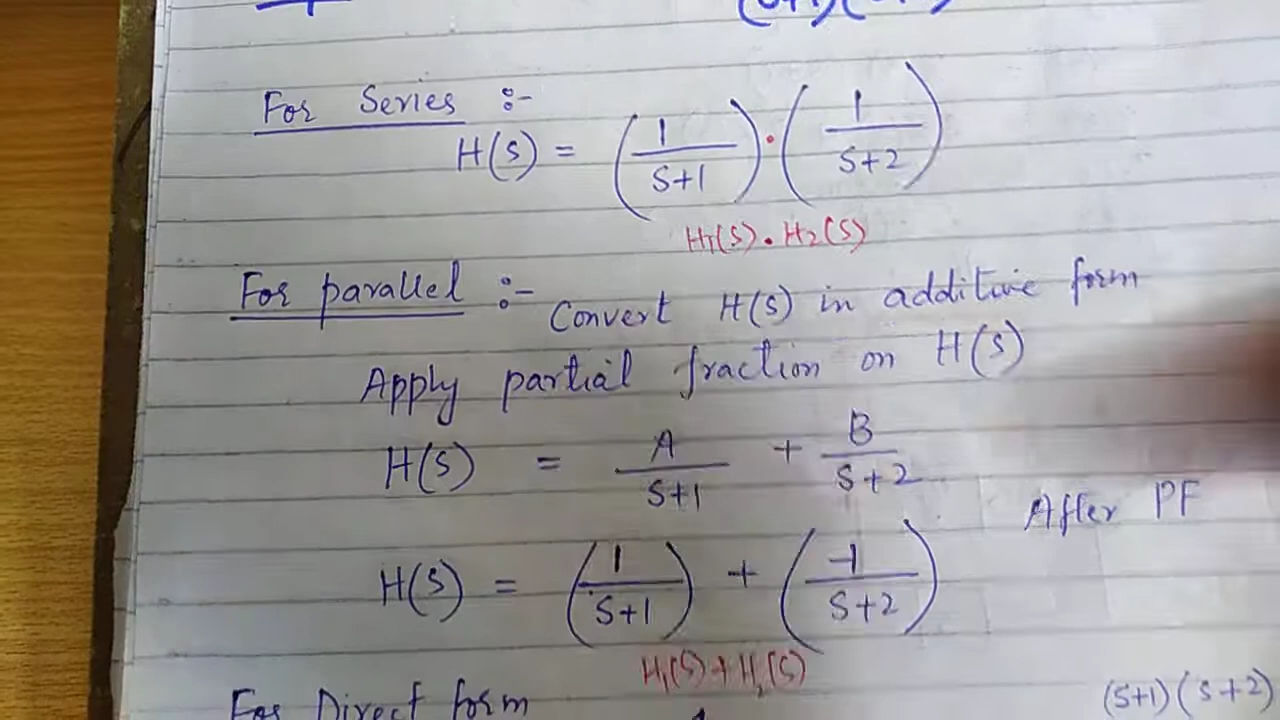 For Series :-
H(S) = (1/(S+1)) · (1/(S+2))
H1(S) . H2(S)
For parallel :- Convert H(S) in additive form
Apply partial fraction on H(S)
H(S) = A/(S+1) + B/(S+2)
After PF
H(S) = (1/(S+1)) + (-1/(S+2))
H1(S) + H2(S)
For Direct form
(S+1) (S+2)